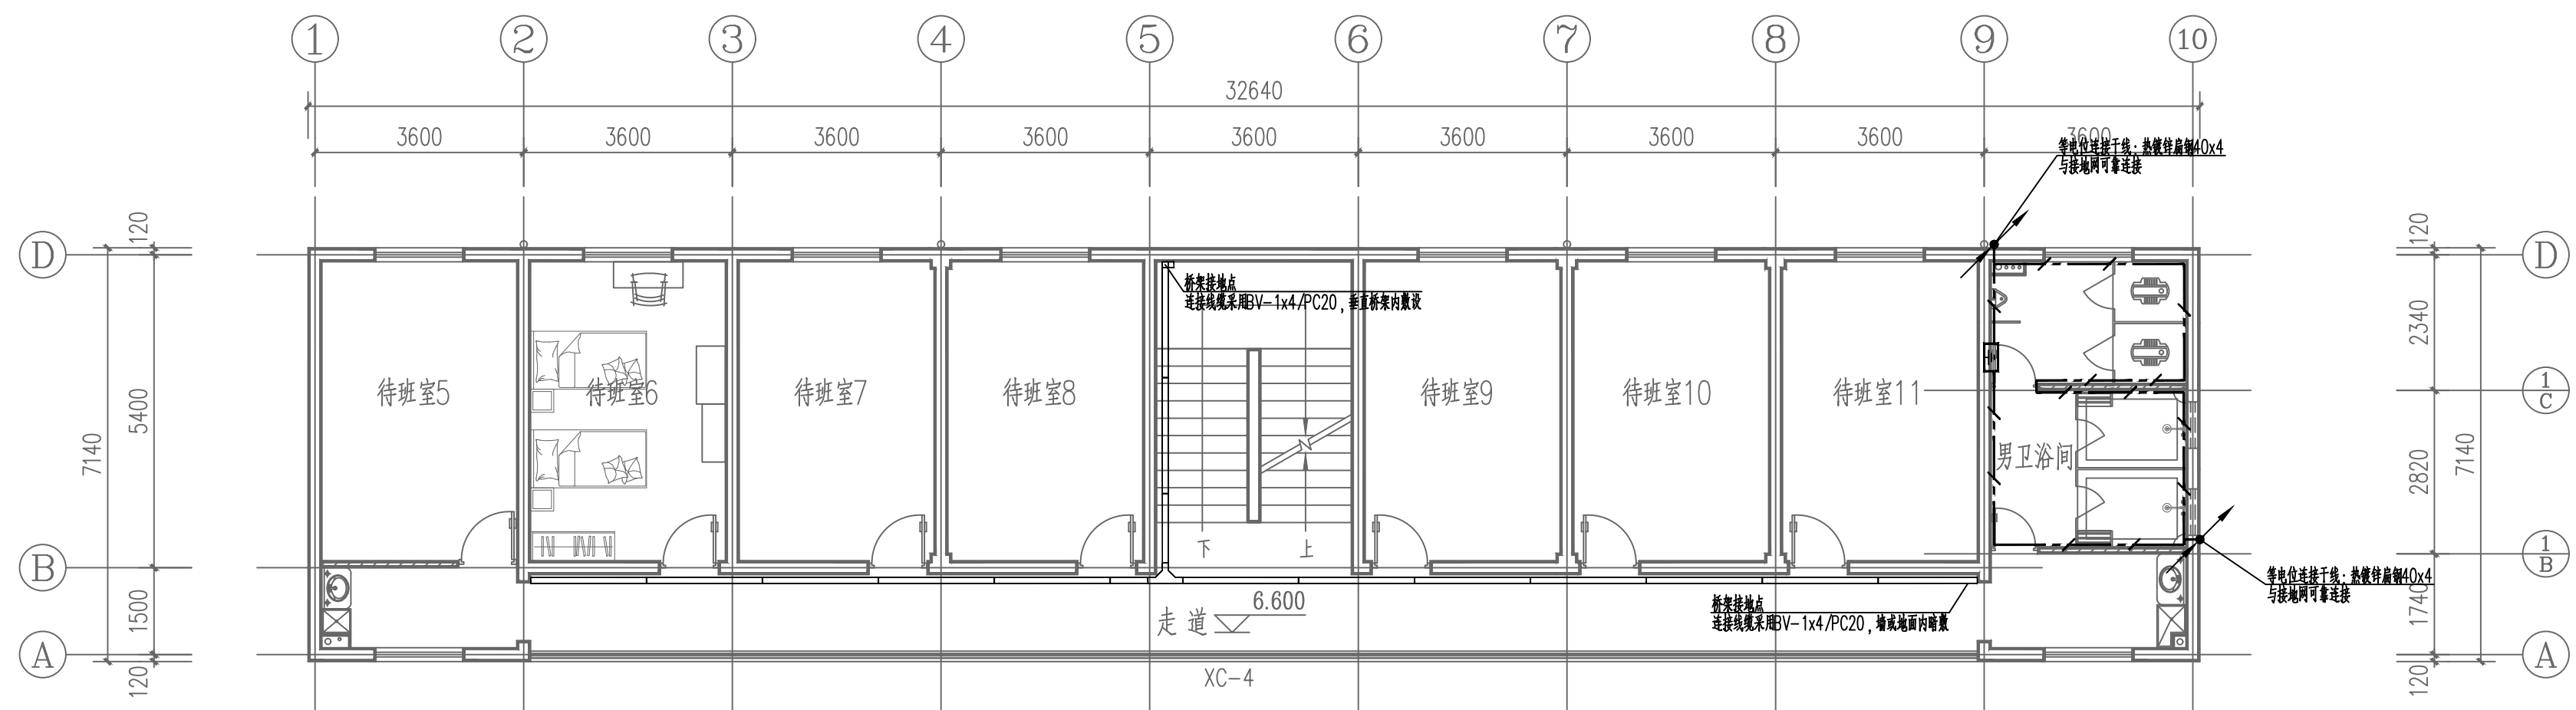 1 2 3 4 5 6 7 8 9 10
32640
3600 3600 3600 3600 3600 3600 3600 3600 3600
等电位连接干线:热镀锌扁钢40x4
与接地网可靠连接
120 120
D D
桥架接地点
连接线缆采用BV-1x4/PC20,垂直桥架内敷设
2340
待班室5 待班室6 待班室7 待班室8 待班室9 待班室10 待班室11
1
C
5400
7140 7140
男卫浴间
2820
下 上
B
1
B
等电位连接干线:热镀锌扁钢40x4
与接地网可靠连接
6.600
走道
桥架接地点
连接线缆采用BV-1x4/PC20,墙或地面内暗敷
1500 1740
A A
120 120
XC-4